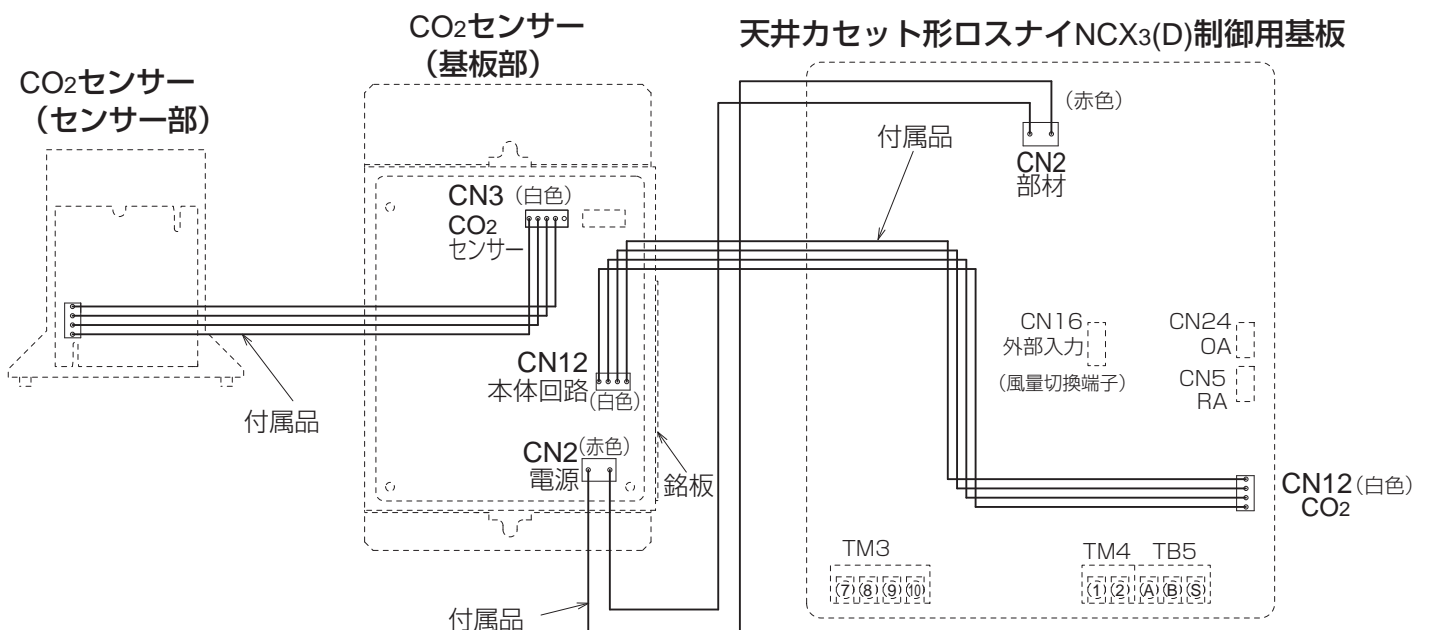 CO2センサー
（センサー部）
CO2センサー
（基板部）
天井カセット形ロスナイNCX3(D)制御用基板
（赤色）
CN2
部材
付属品
CN3（白色）
CO2
センサー
CN16
外部入力
（風量切換端子）
CN24
OA
CN5
RA
CN12
本体回路（白色）
付属品
CN2（赤色）
電源
銘板
CN12（白色）
CO2
TM3
⑦⑧⑨⑩
TM4 TB5
①②ⒶⒷⓈ
付属品